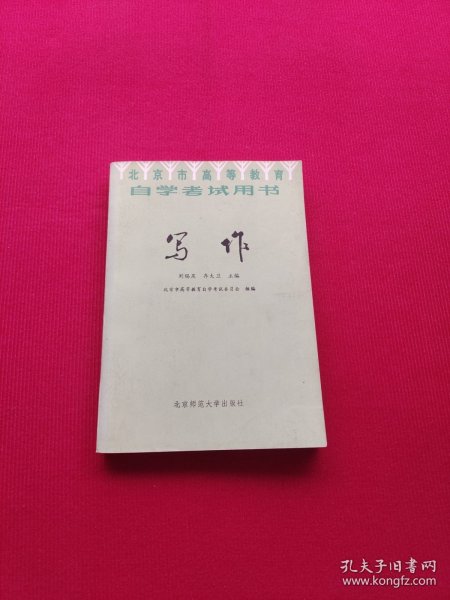 北京市高等教育
自学考试用书
写作
刘锡庆 齐大卫 主编
北京市高等教育自学考试委员会 组编
北京师范大学出版社
孔夫子旧书网
www.kongfz.com